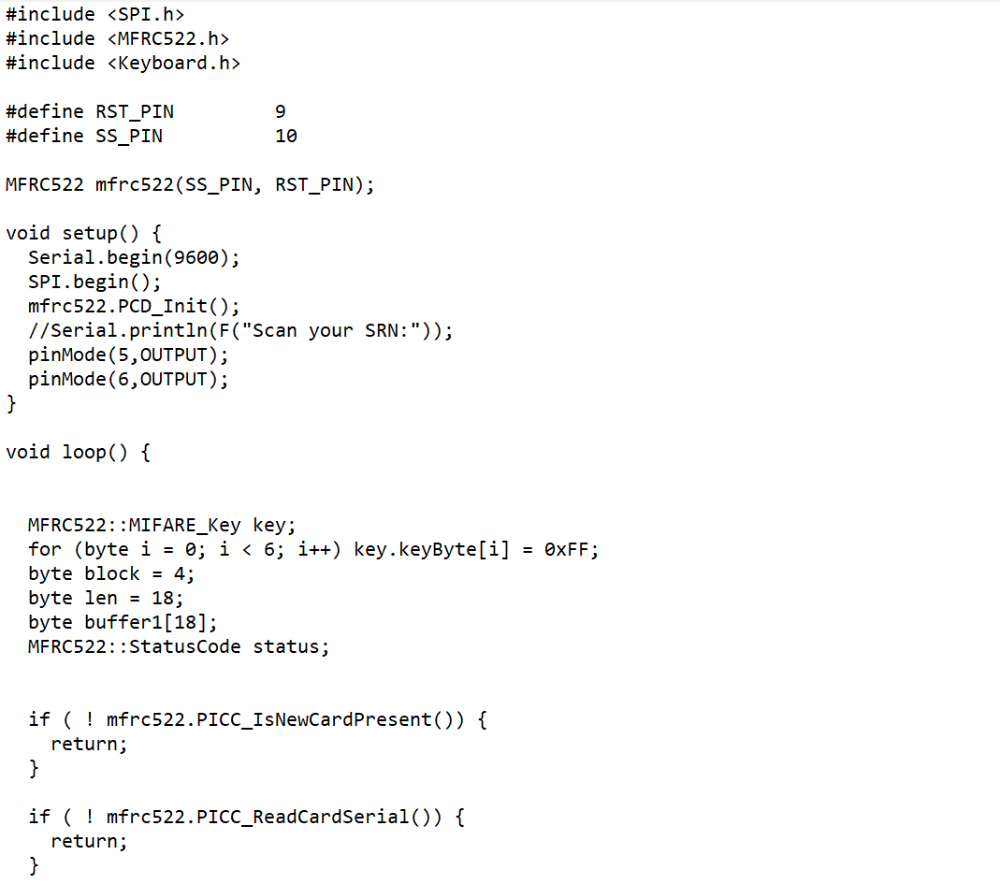 #include <SPI.h>
#include <MFRC522.h>
#include <Keyboard.h>
#define RST_PIN         9
#define SS_PIN          10
MFRC522 mfrc522(SS_PIN, RST_PIN);
void setup() {
  Serial.begin(9600);
  SPI.begin();
  mfrc522.PCD_Init();
  //Serial.println(F("Scan your SRN:"));
  pinMode(5,OUTPUT);
  pinMode(6,OUTPUT);
}
void loop() {
  MFRC522::MIFARE_Key key;
  for (byte i = 0; i < 6; i++) key.keyByte[i] = 0xFF;
  byte block = 4;
  byte len = 18;
  byte buffer1[18];
  MFRC522::StatusCode status;
  if ( ! mfrc522.PICC_IsNewCardPresent()) {
    return;
  }
  if ( ! mfrc522.PICC_ReadCardSerial()) {
    return;
  }